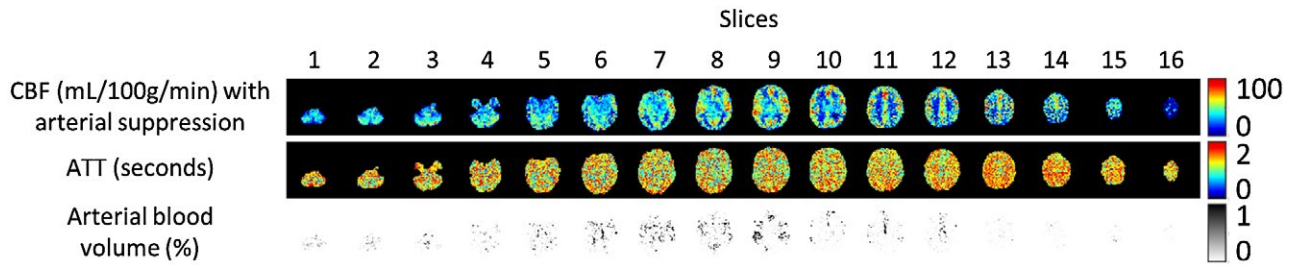 Slices
1 2 3 4 5 6 7 8 9 10 11 12 13 14 15 16
CBF (mL/100g/min) with
arterial suppression
100
0
ATT (seconds)
2
0
Arterial blood
volume (%)
1
0